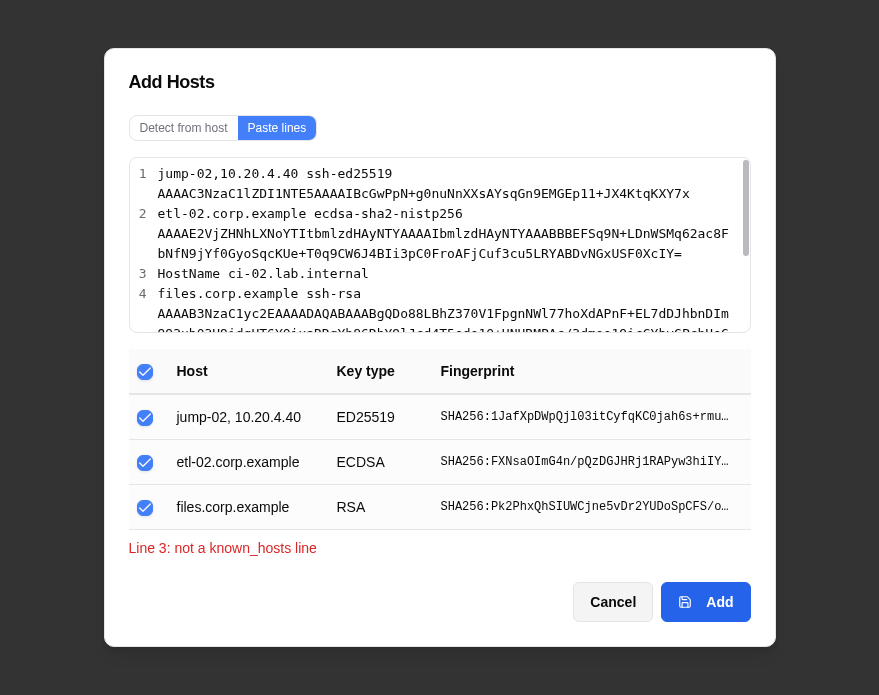 Add Hosts
Detect from host Paste lines
1 jump-02,10.20.4.40 ssh-ed25519
AAAAC3NzaC1lZDI1NTE5AAAAIBcGwPpN+g0nuNnXXsAYsqGn9EMGEp11+JX4KtqKXY7x
2 etl-02.corp.example ecdsa-sha2-nistp256
AAAAE2VjZHNhLXNoYTItbmlzdHAyNTYAAAAIbmlzdHAyNTYAAABBBEFSq9N+LDnWSMq62ac8F
bNfN9jYf0GyoSqcKUe+T0q9CW6J4BIi3pC0FroAFjCuf3cu5LRYABDvNGxUSF0XcIY=
3 HostName ci-02.lab.internal
4 files.corp.example ssh-rsa
AAAAB3NzaC1yc2EAAAADAQABAAABgQDo88LBhZ370V1FpgnNWl77hoXdAPnF+EL7dDJhbnDIm
Host Key type Fingerprint
jump-02, 10.20.4.40 ED25519 SHA256:1JafXpDWpQjl03itCyfqKC0jah6s+rmu…
etl-02.corp.example ECDSA SHA256:FXNsaOImG4n/pQzDGJHRj1RAPyw3hiIY…
files.corp.example RSA SHA256:Pk2PhxQhSIUWCjne5vDr2YUDoSpCFS/o…
Line 3: not a known_hosts line
Cancel Add